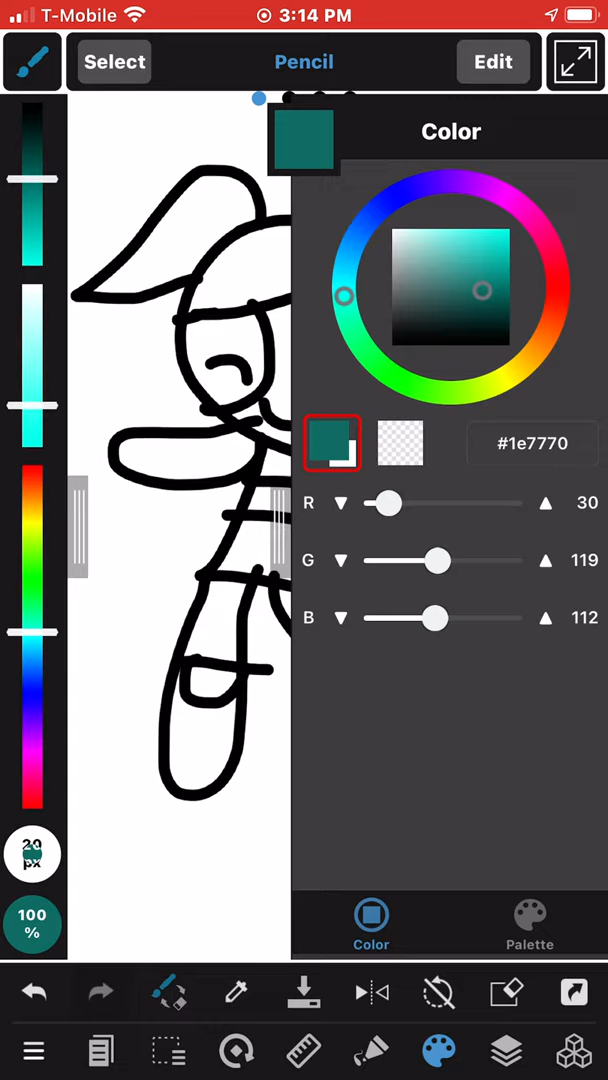 T-Mobile 3:14 PM
Select Pencil Edit
Color
#1e7770
R 30
G 119
B 112
20
px
100
%
Color Palette